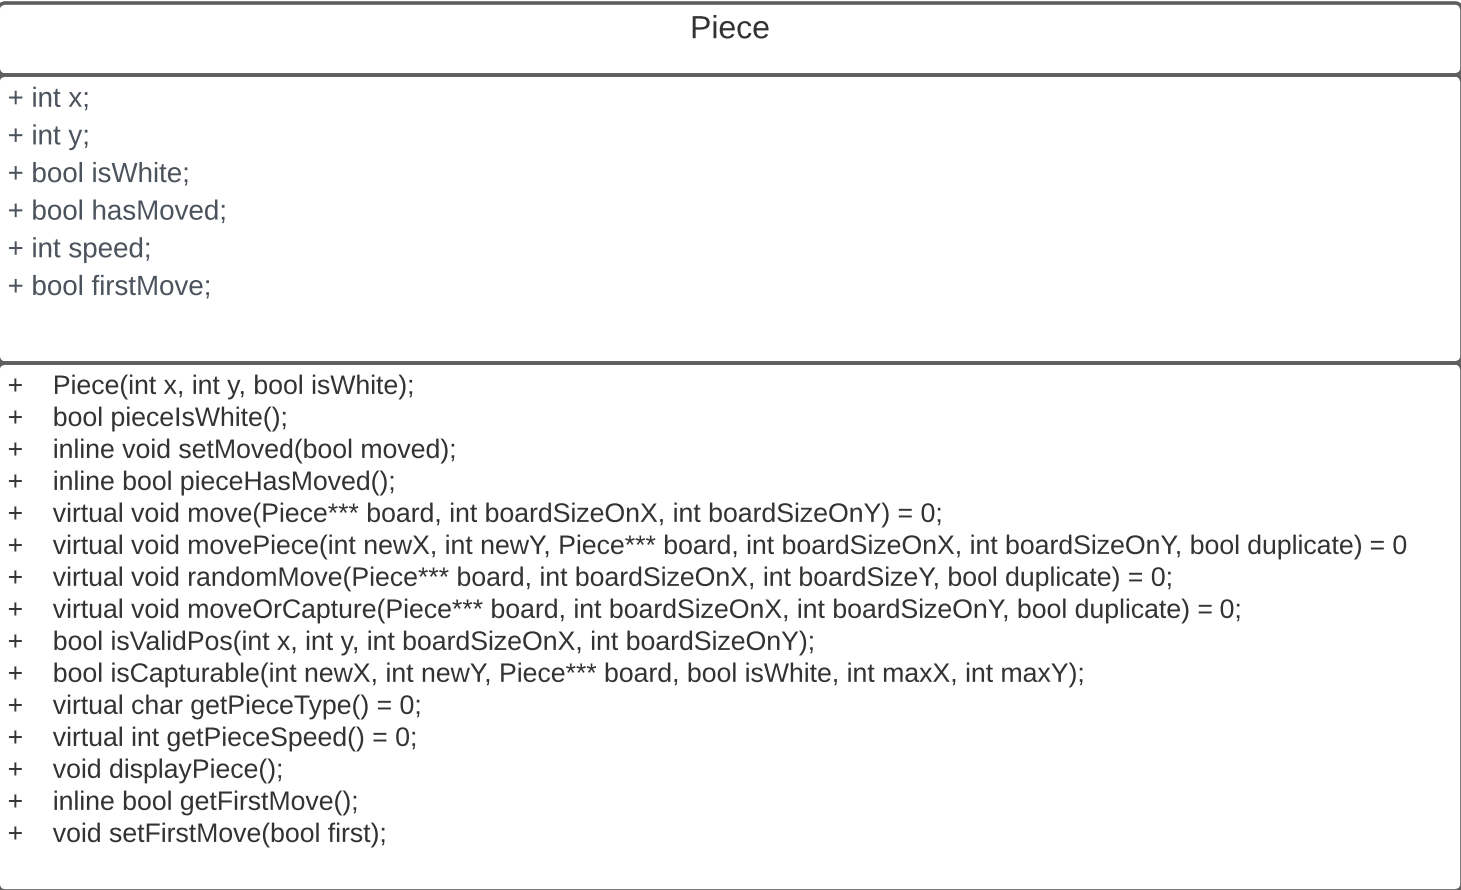 Piece
+ int x;
+ int y;
+ bool isWhite;
+ bool hasMoved;
+ int speed;
+ bool firstMove;
+ Piece(int x, int y, bool isWhite);
+ bool pieceIsWhite();
+ inline void setMoved(bool moved);
+ inline bool pieceHasMoved();
+ virtual void move(Piece*** board, int boardSizeOnX, int boardSizeOnY) = 0;
+ virtual void movePiece(int newX, int newY, Piece*** board, int boardSizeOnX, int boardSizeOnY, bool duplicate) = 0
+ virtual void randomMove(Piece*** board, int boardSizeOnX, int boardSizeY, bool duplicate) = 0;
+ virtual void moveOrCapture(Piece*** board, int boardSizeOnX, int boardSizeOnY, bool duplicate) = 0;
+ bool isValidPos(int x, int y, int boardSizeOnX, int boardSizeOnY);
+ bool isCapturable(int newX, int newY, Piece*** board, bool isWhite, int maxX, int maxY);
+ virtual char getPieceType() = 0;
+ virtual int getPieceSpeed() = 0;
+ void displayPiece();
+ inline bool getFirstMove();
+ void setFirstMove(bool first);